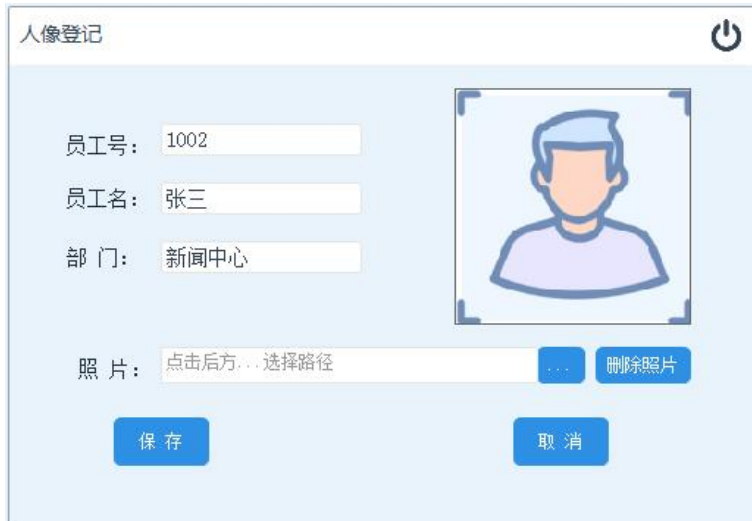 人像登记
员工号： 1002
员工名： 张三
部 门： 新闻中心
照 片： 点击后方...选择路径 ... 删除照片
保 存 取 消